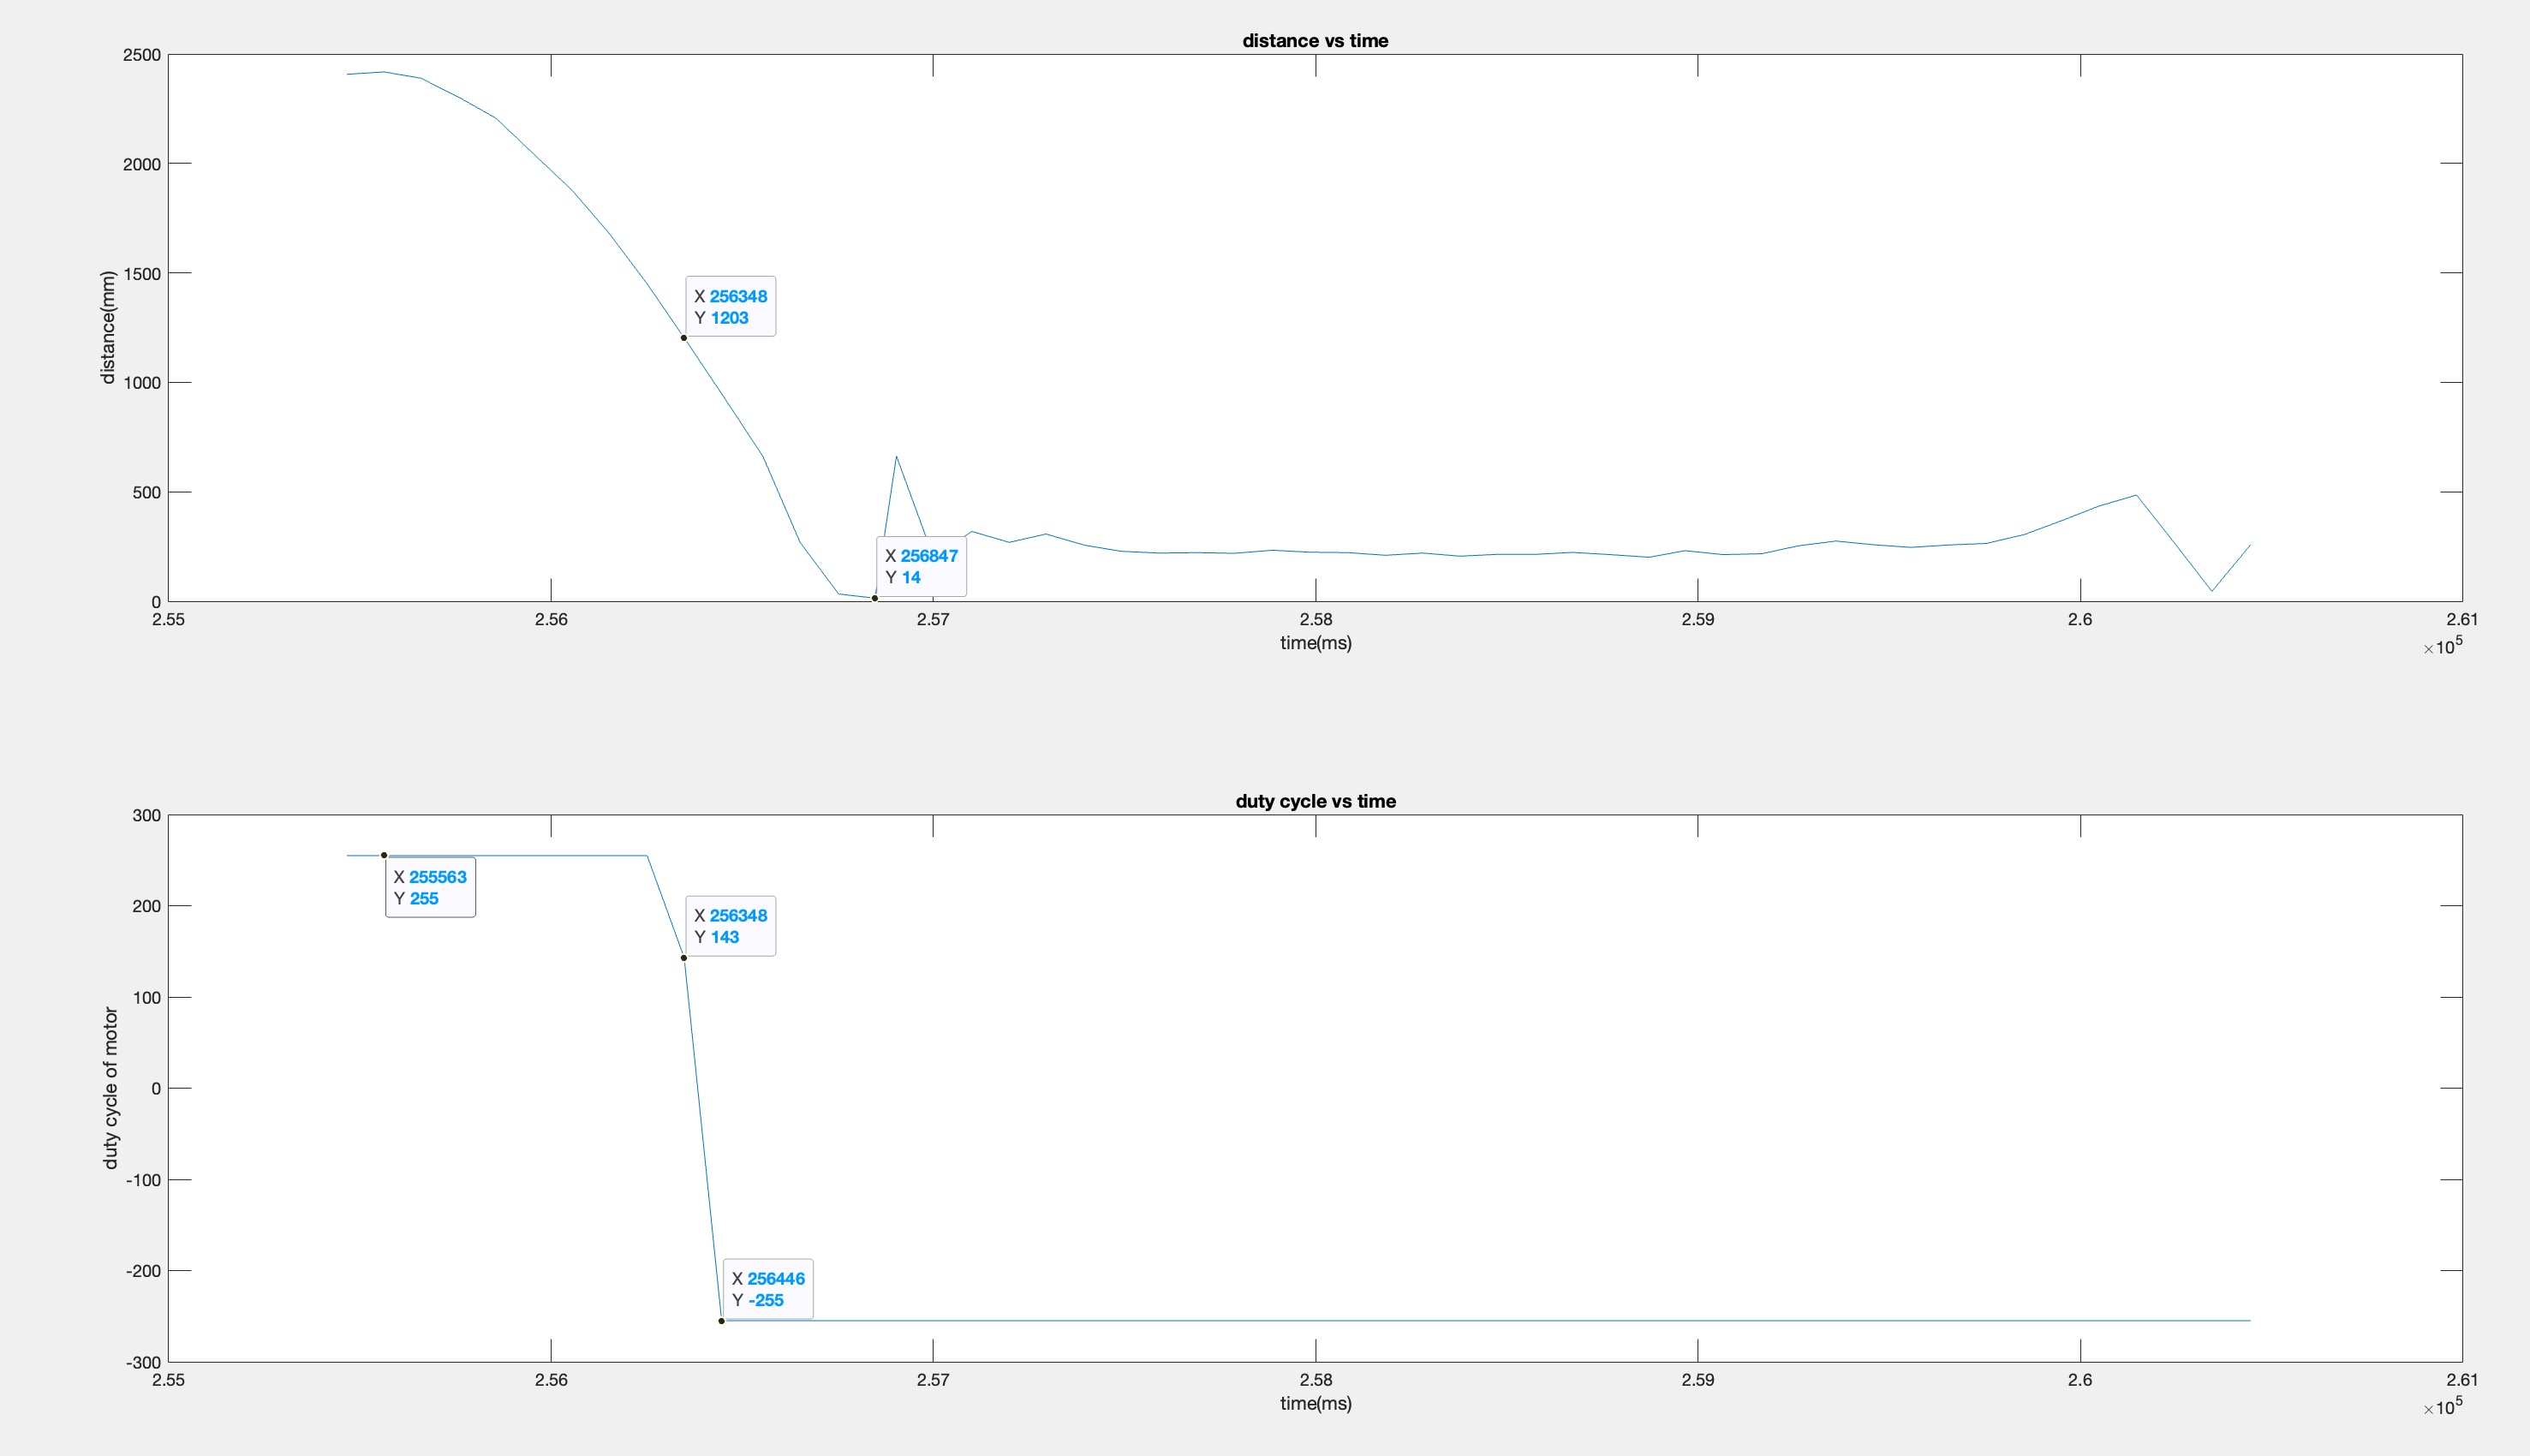 distance vs time
2500
2000
1500
1000
500
0
distance(mm)
X 256348
Y 1203
X 256847
Y 14
2.55 2.56 2.57 2.58 2.59 2.6 2.61
time(ms)
×10^5
duty cycle vs time
300
200
100
0
-100
-200
-300
duty cycle of motor
X 255563
Y 255
X 256348
Y 143
X 256446
Y -255
2.55 2.56 2.57 2.58 2.59 2.6 2.61
time(ms)
×10^5